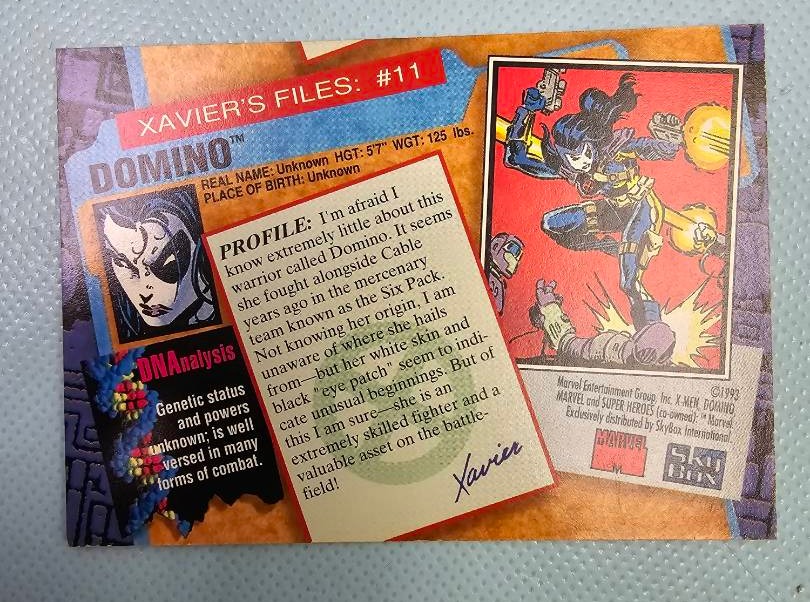 XAVIER'S FILES: #11
DOMINO™
REAL NAME: Unknown HGT: 5'7" WGT: 125 lbs.
PLACE OF BIRTH: Unknown
PROFILE: I'm afraid I
know extremely little about this
warrior called Domino. It seems
she fought alongside Cable
years ago in the mercenary
team known as the Six Pack.
Not knowing her origin, I am
unaware of where she hails
from—but her white skin and
black "eye patch" seem to indi-
cate unusual beginnings. But of
this I am sure—she is an
extremely skilled fighter and a
valuable asset on the battle-
field!
Xavier
DNAnalysis
Genetic status
and powers
unknown; is well
versed in many
forms of combat.
©1993
Marvel Entertainment Group, Inc. X-MEN, DOMINO
MARVEL and SUPER HEROES (co-owned): ™ Marvel.
Exclusively distributed by SkyBox International.
MARVEL
SKY
BOX